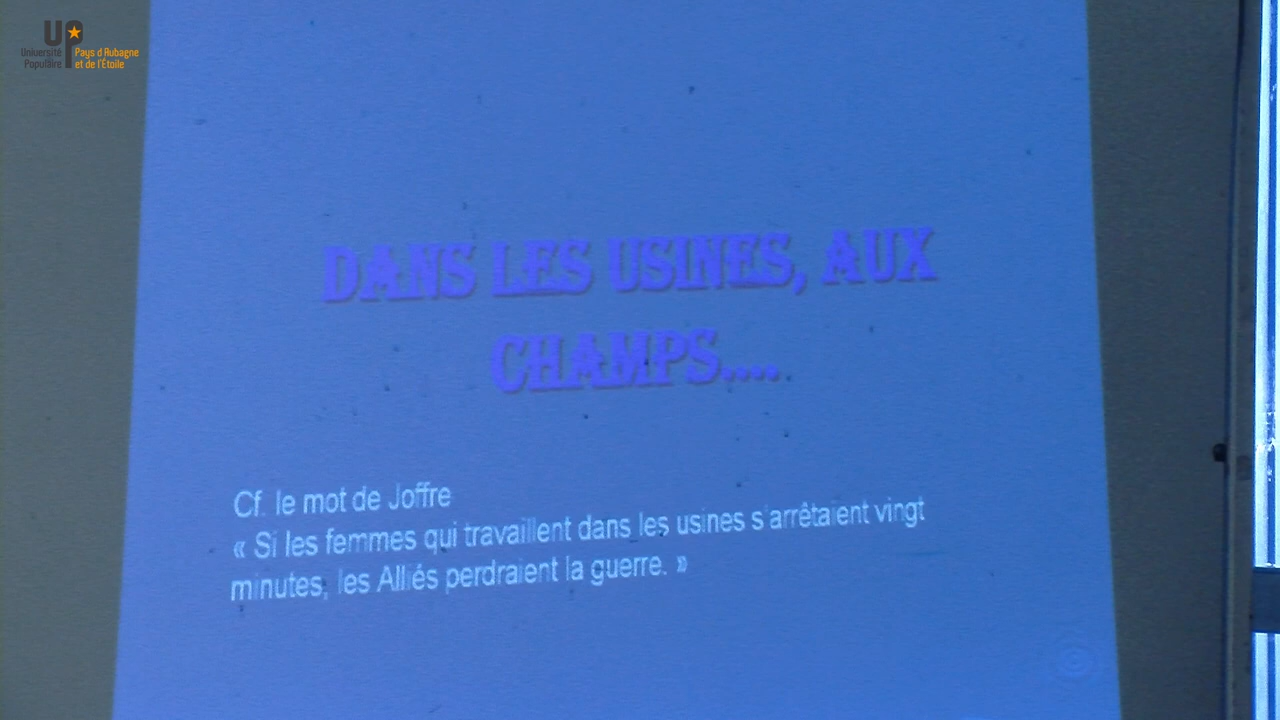 UP
Université Populaire
Pays d'Aubagne et de l'Étoile
DANS LES USINES, AUX
CHAMPS....
Cf. le mot de Joffre
« Si les femmes qui travaillent dans les usines s'arrêtaient vingt
minutes, les Alliés perdraient la guerre. »